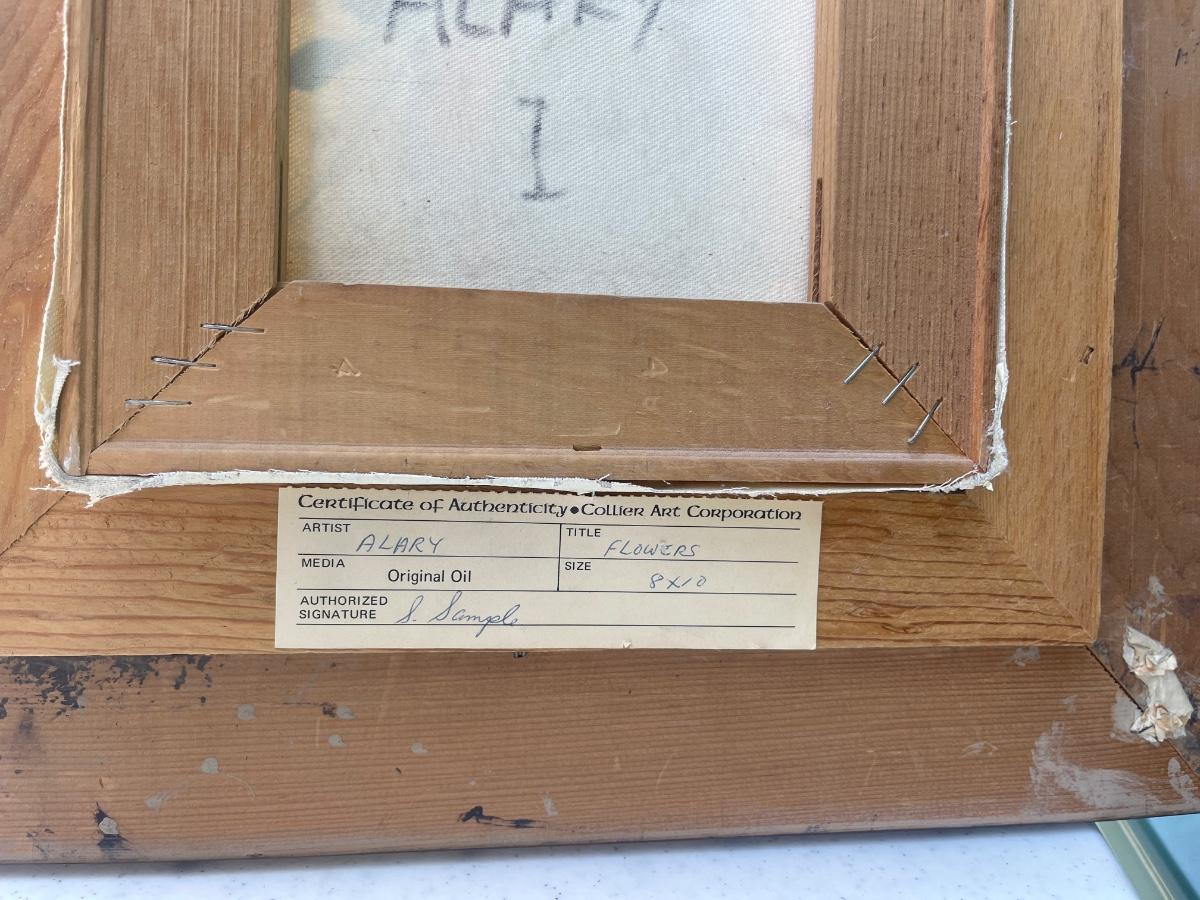 ALARY
I
Certificate of Authenticity • Collier Art Corporation
ARTIST ALARY
TITLE FLOWERS
MEDIA Original Oil
SIZE 8X10
AUTHORIZED SIGNATURE S. Sample